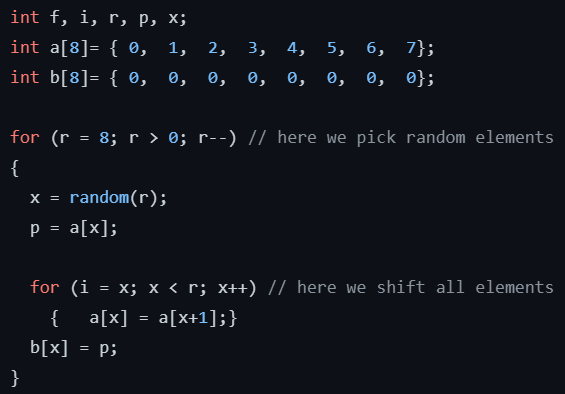 int f, i, r, p, x;
int a[8]= { 0,  1,  2,  3,  4,  5,  6,  7};
int b[8]= { 0,  0,  0,  0,  0,  0,  0,  0};

for (r = 8; r > 0; r--) // here we pick random elements
{
  x = random(r);
  p = a[x];

  for (i = x; x < r; x++) // here we shift all elements
    {   a[x] = a[x+1];}
  b[x] = p;
}